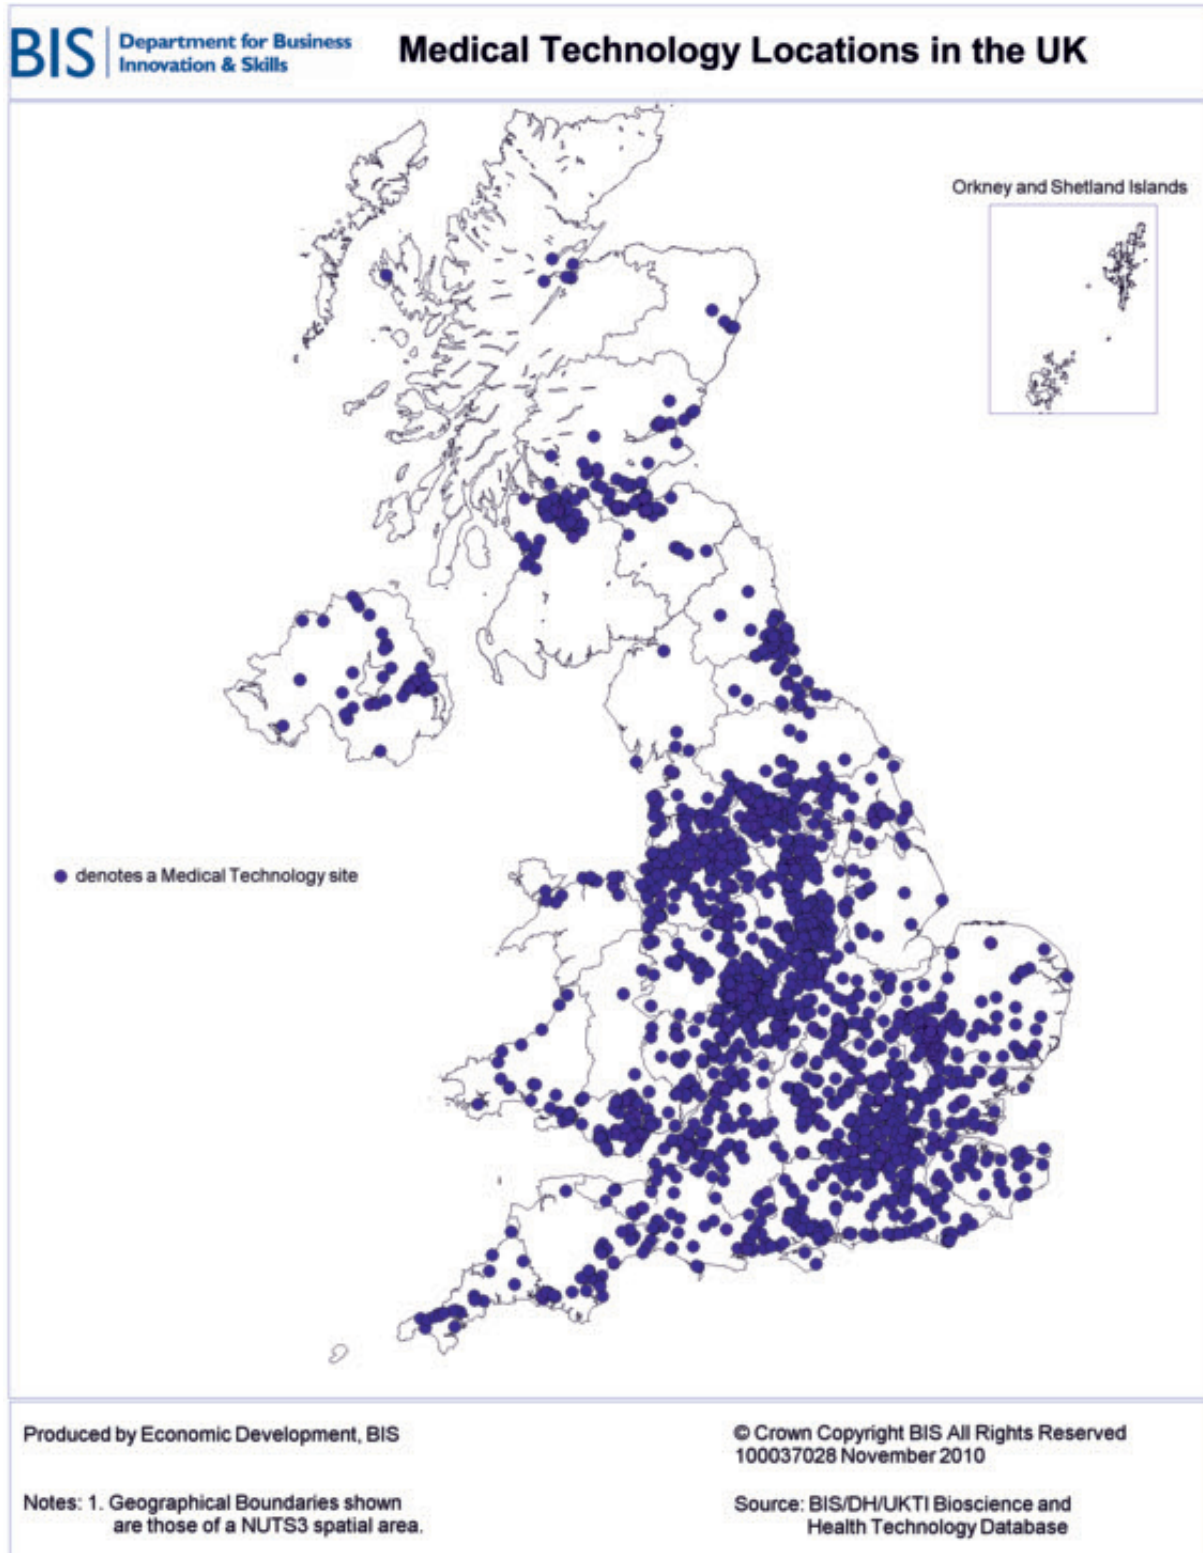 BIS
Department for Business
Innovation & Skills
Medical Technology Locations in the UK
Orkney and Shetland Islands
denotes a Medical Technology site
Produced by Economic Development, BIS
Notes: 1. Geographical Boundaries shown
are those of a NUTS3 spatial area.
© Crown Copyright BIS All Rights Reserved
100037028 November 2010
Source: BIS/DH/UKTI Bioscience and
Health Technology Database